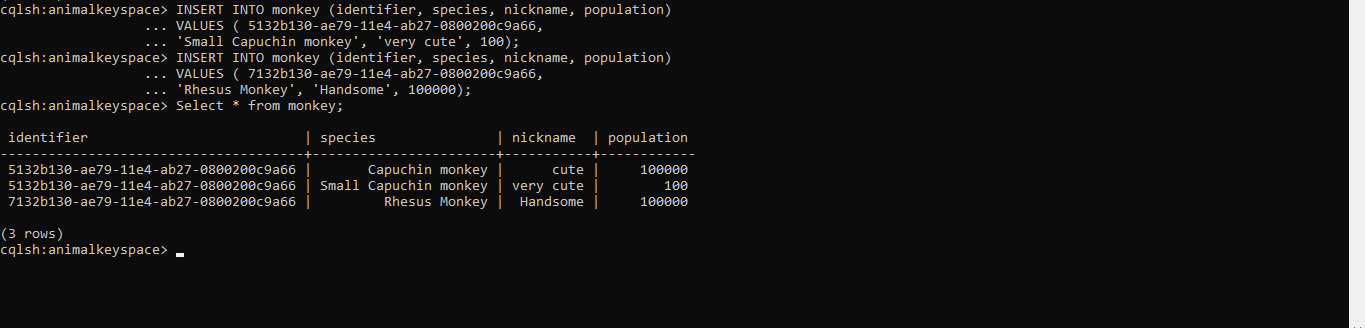 cqlsh:animalkeyspace> INSERT INTO monkey (identifier, species, nickname, population)
                  ... VALUES ( 5132b130-ae79-11e4-ab27-0800200c9a66,
                  ... 'Small Capuchin monkey', 'very cute', 100);
cqlsh:animalkeyspace> INSERT INTO monkey (identifier, species, nickname, population)
                  ... VALUES ( 7132b130-ae79-11e4-ab27-0800200c9a66,
                  ... 'Rhesus Monkey', 'Handsome', 100000);
cqlsh:animalkeyspace> Select * from monkey;
 identifier                           | species               | nickname  | population
--------------------------------------+-----------------------+-----------+------------
 5132b130-ae79-11e4-ab27-0800200c9a66 |       Capuchin monkey |      cute |     100000
 5132b130-ae79-11e4-ab27-0800200c9a66 | Small Capuchin monkey | very cute |        100
 7132b130-ae79-11e4-ab27-0800200c9a66 |         Rhesus Monkey |  Handsome |     100000
(3 rows)
cqlsh:animalkeyspace>